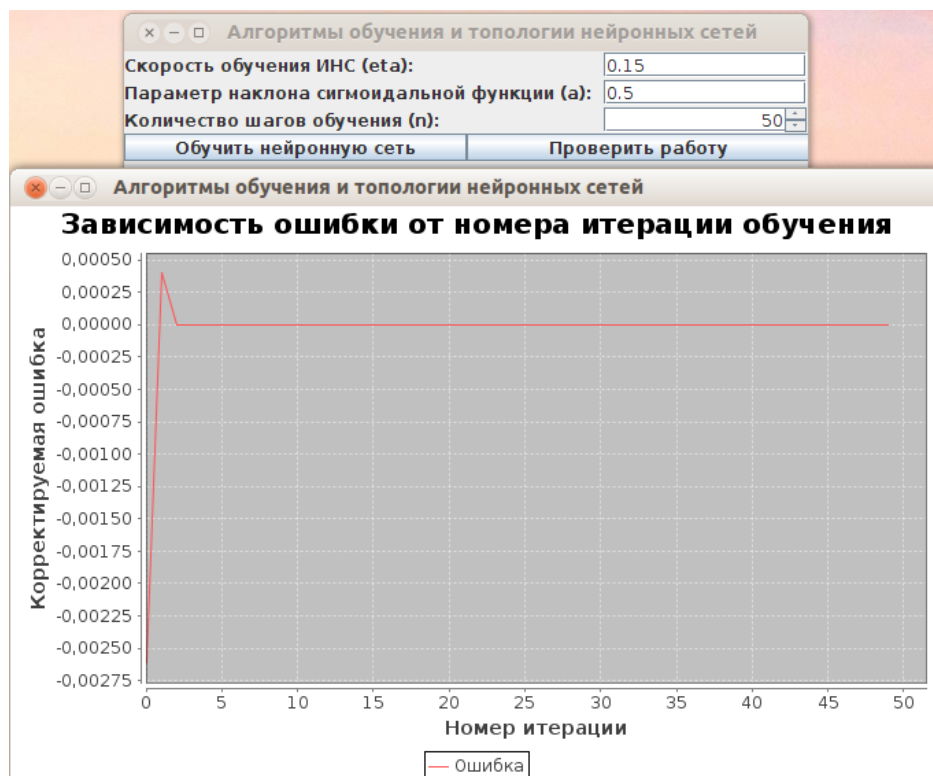 Алгоритмы обучения и топологии нейронных сетей
Скорость обучения ИНС (eta): 0.15
Параметр наклона сигмоидальной функции (a): 0.5
Количество шагов обучения (n): 50
Обучить нейронную сеть Проверить работу
Алгоритмы обучения и топологии нейронных сетей
Зависимость ошибки от номера итерации обучения
Корректируемая ошибка
0,00050
0,00025
0,00000
-0,00025
-0,00050
-0,00075
-0,00100
-0,00125
-0,00150
-0,00175
-0,00200
-0,00225
-0,00250
-0,00275
0 5 10 15 20 25 30 35 40 45 50
Номер итерации
Ошибка